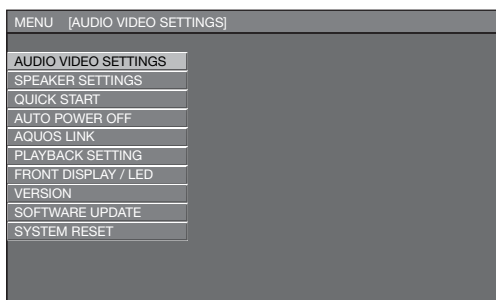 MENU [AUDIO VIDEO SETTINGS]
AUDIO VIDEO SETTINGS
SPEAKER SETTINGS
QUICK START
AUTO POWER OFF
AQUOS LINK
PLAYBACK SETTING
FRONT DISPLAY / LED
VERSION
SOFTWARE UPDATE
SYSTEM RESET